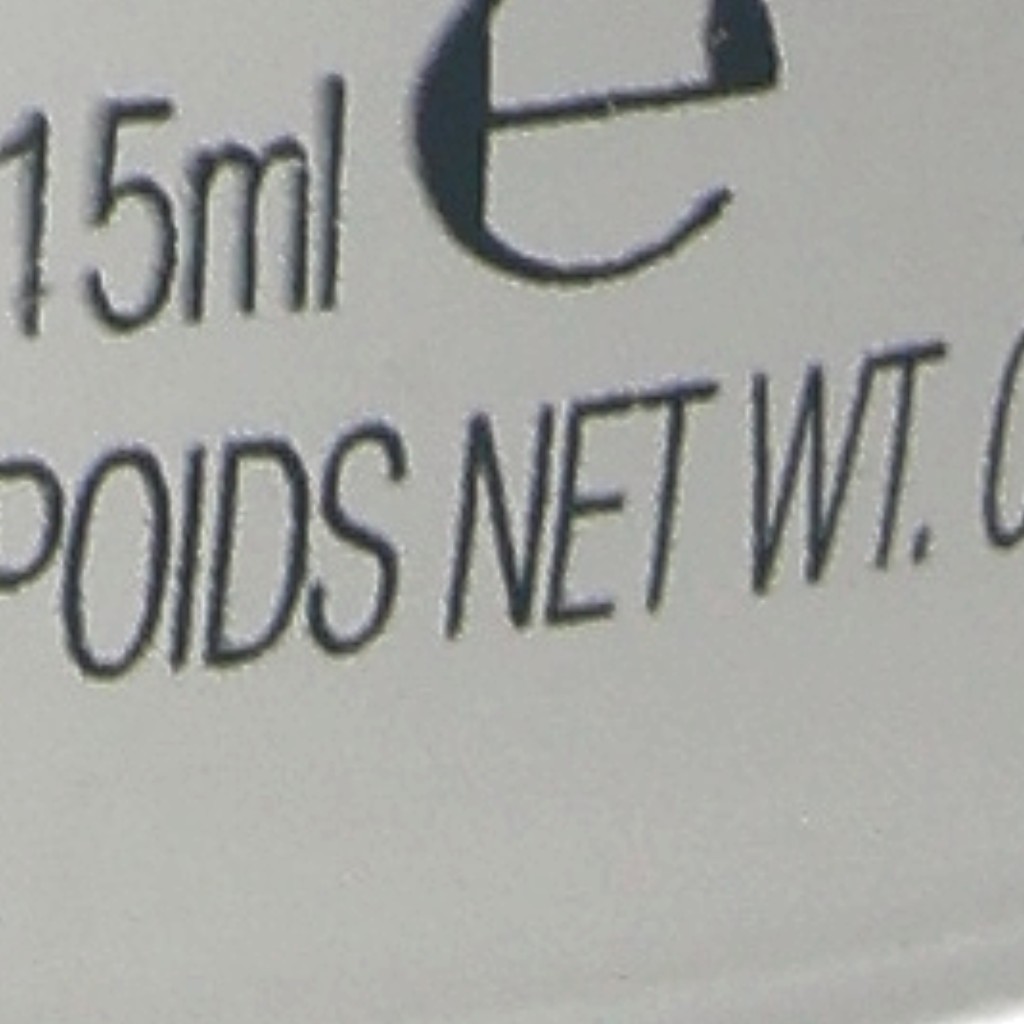 15ml e
POIDS NET WT.